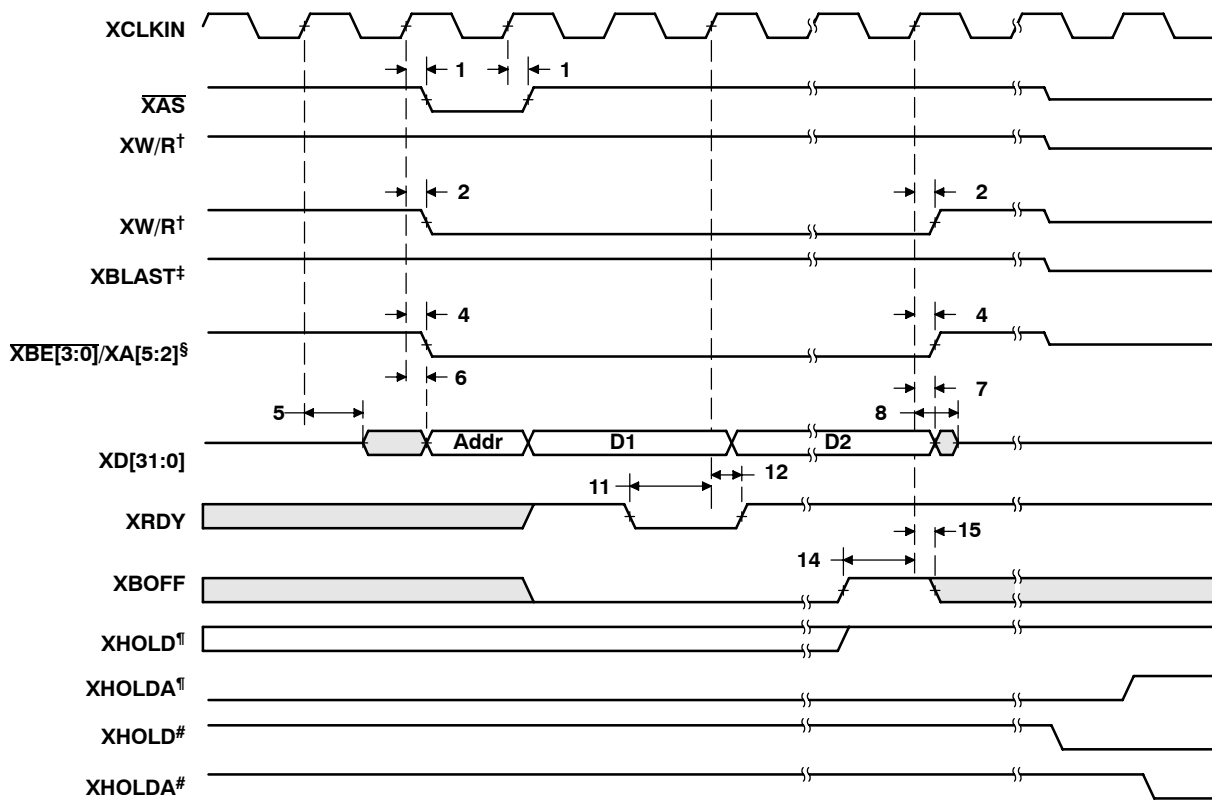 XCLKIN
1 1
XAS
XW/R†
2 2
XW/R†
XBLAST‡
4 4
XBE[3:0]/XA[5:2]§
6
7
5 8
Addr D1 D2
XD[31:0]
12
11
XRDY
15
14
XBOFF
XHOLD¶
XHOLDA¶
XHOLD#
XHOLDA#